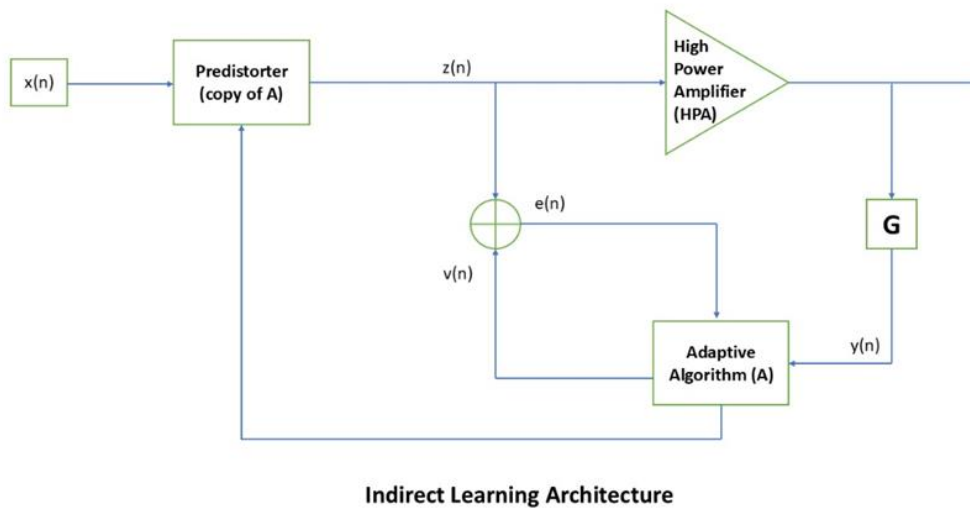 x(n)
Predistorter
(copy of A)
z(n)
High
Power
Amplifier
(HPA)
e(n)
G
v(n)
Adaptive
Algorithm (A)
y(n)
Indirect Learning Architecture